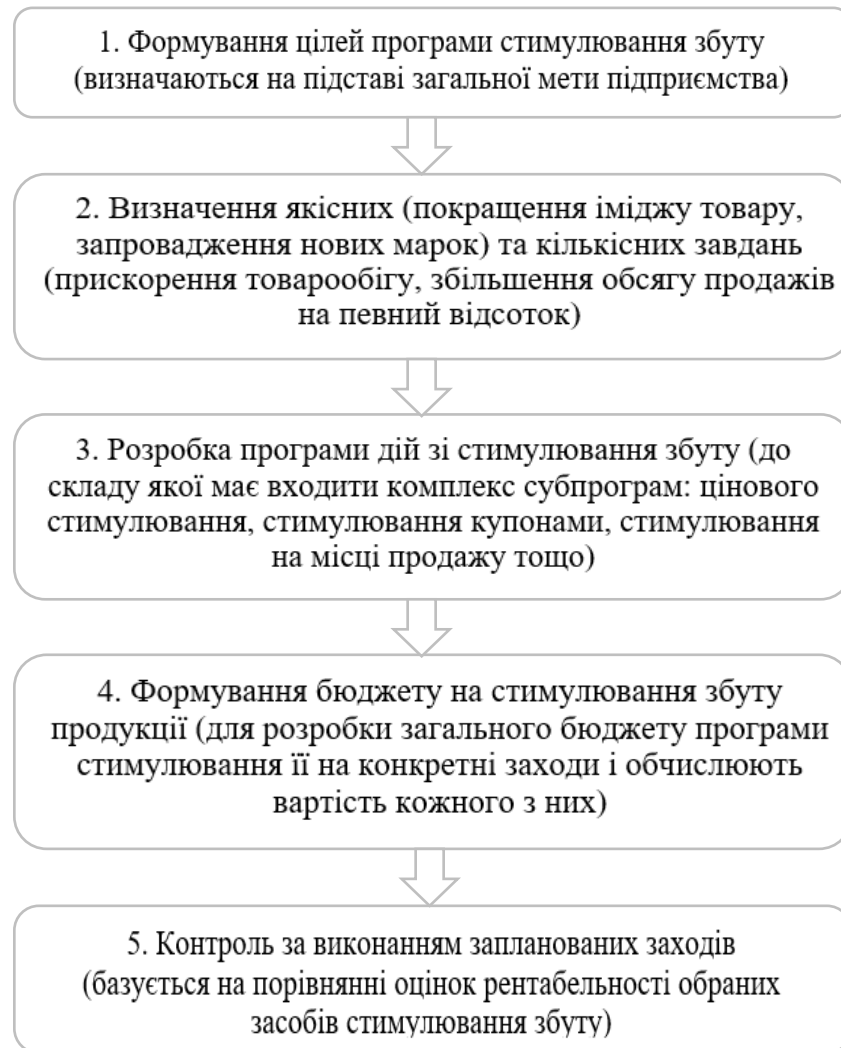 1. Формування цілей програми стимулювання збуту
(визначаються на підставі загальної мети підприємства)
2. Визначення якісних (покращення іміджу товару,
запровадження нових марок) та кількісних завдань
(прискорення товарообігу, збільшення обсягу продажів
на певний відсоток)
3. Розробка програми дій зі стимулювання збуту (до
складу якої має входити комплекс субпрограм: цінового
стимулювання, стимулювання купонами, стимулювання
на місці продажу тощо)
4. Формування бюджету на стимулювання збуту
продукції (для розробки загального бюджету програми
стимулювання її на конкретні заходи і обчислюють
вартість кожного з них)
5. Контроль за виконанням запланованих заходів
(базується на порівнянні оцінок рентабельності обраних
засобів стимулювання збуту)